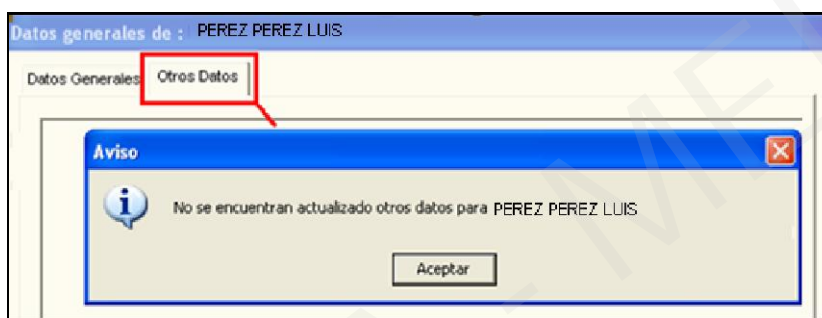 Datos generales de : PEREZ PEREZ LUIS
Datos Generales Otros Datos
Aviso
No se encuentran actualizado otros datos para PEREZ PEREZ LUIS
Aceptar